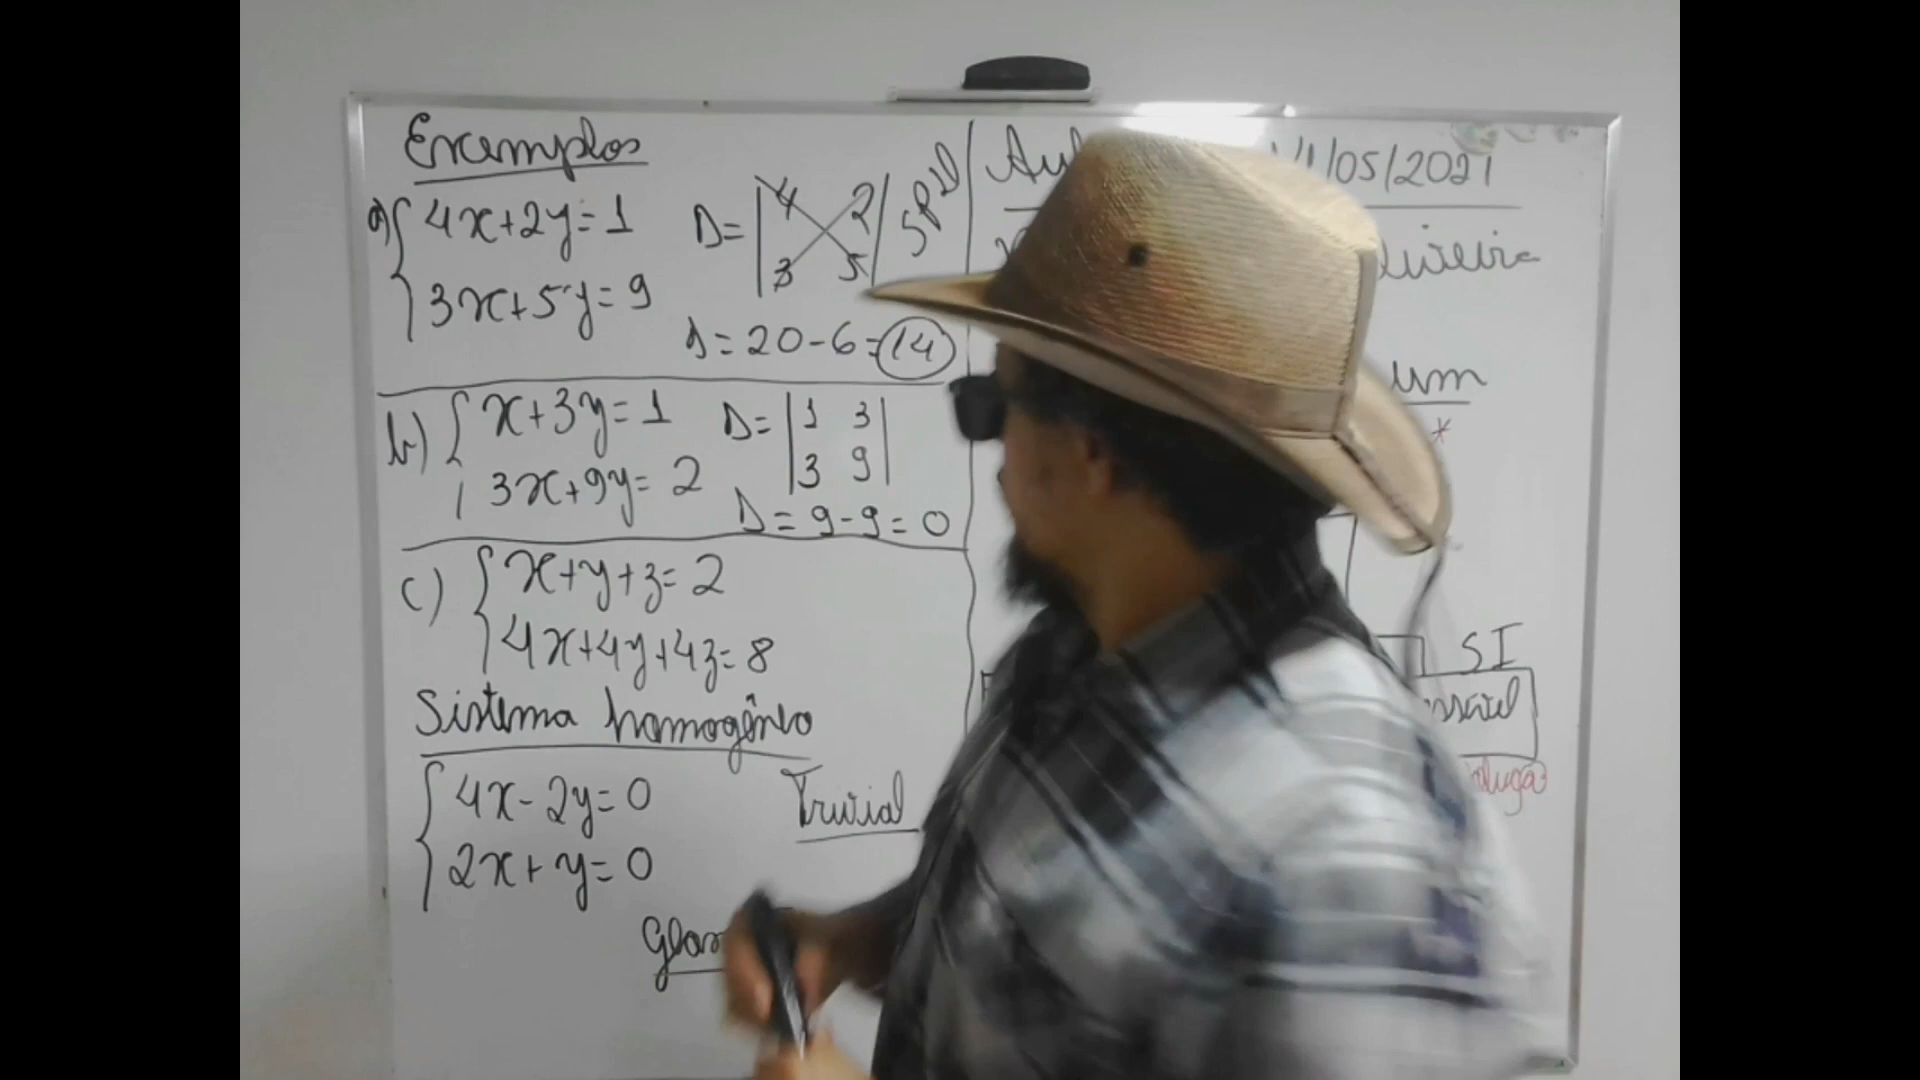 Exemplos
a) 4x+2y=1
3x+5y=9
D= |4 2|
|3 5|
SPD
D=20-6=14
b) x+3y=1
3x+9y=2
D= |1 3|
|3 9|
D=9-9=0
c) x+y+z=2
4x+4y+4z=8
Sistema homogêneo
4x-2y=0
2x+y=0
Trivial
/05/2021
um
*
SI